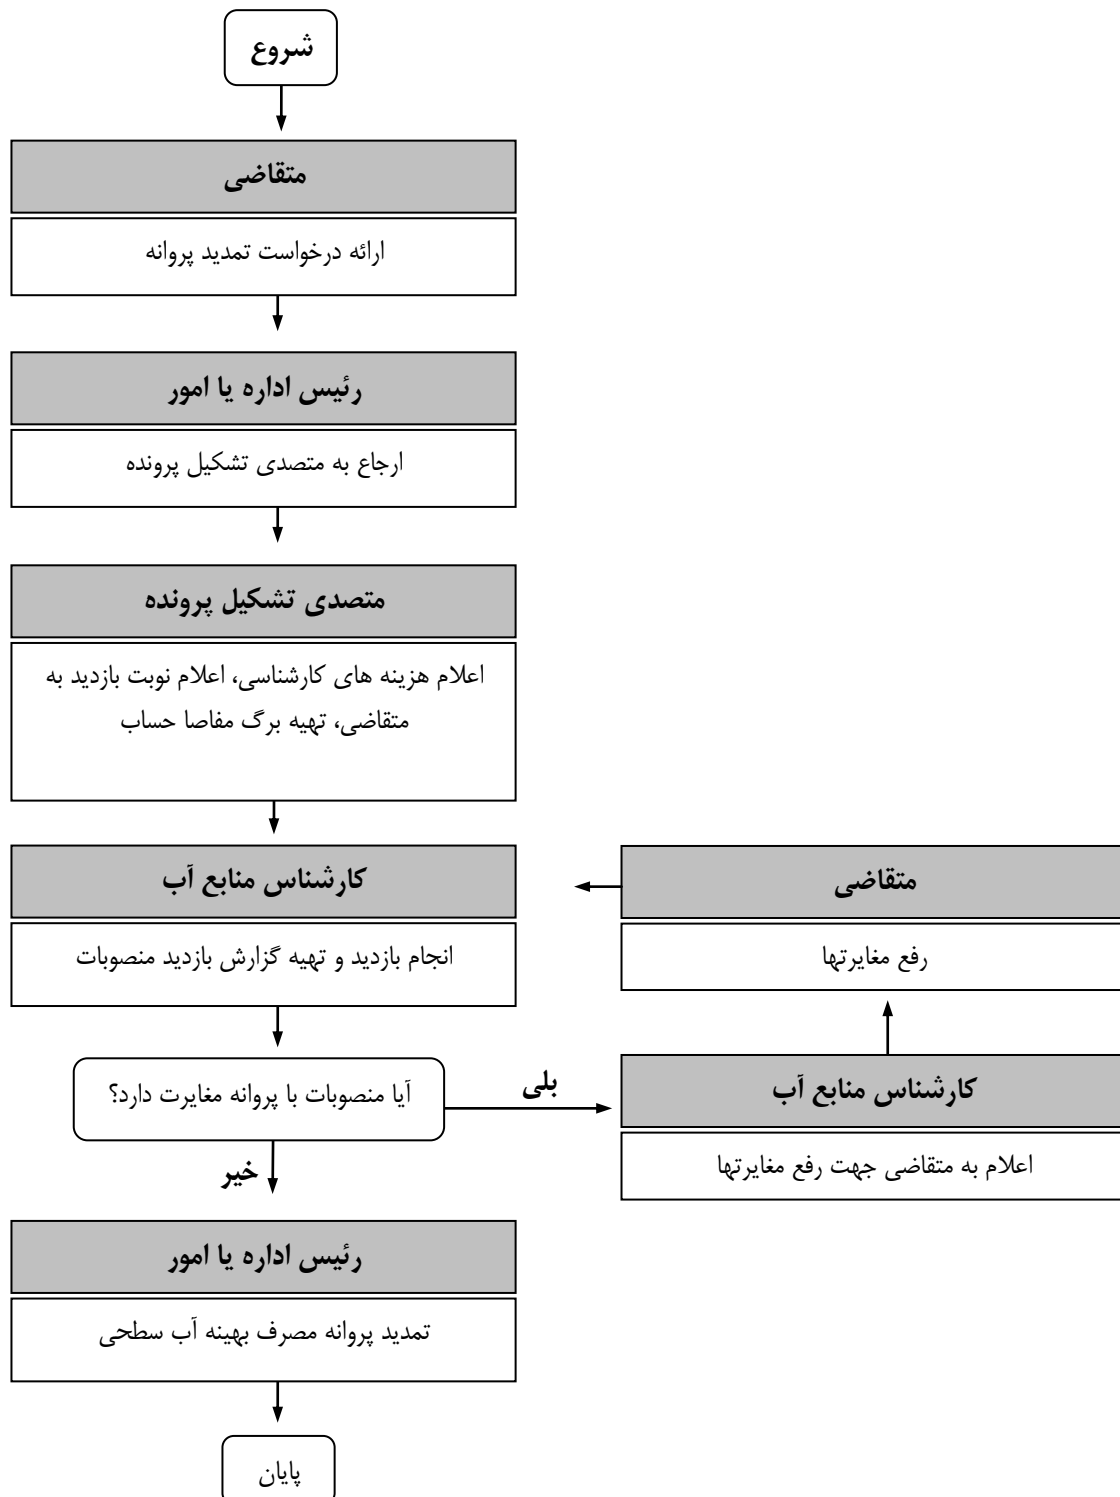 شروع
متقاضی
ارائه درخواست تمدید پروانه
رئیس اداره یا امور
ارجاع به متصدی تشکیل پرونده
متصدی تشکیل پرونده
اعلام هزینه های کارشناسی، اعلام نوبت بازدید به
متقاضی، تهیه برگ مفاصا حساب
کارشناس منابع آب
انجام بازدید و تهیه گزارش بازدید منصوبات
متقاضی
رفع مغایرتها
آیا منصوبات با پروانه مغایرت دارد؟
بلی
کارشناس منابع آب
اعلام به متقاضی جهت رفع مغایرتها
خیر
رئیس اداره یا امور
تمدید پروانه مصرف بهینه آب سطحی
پایان